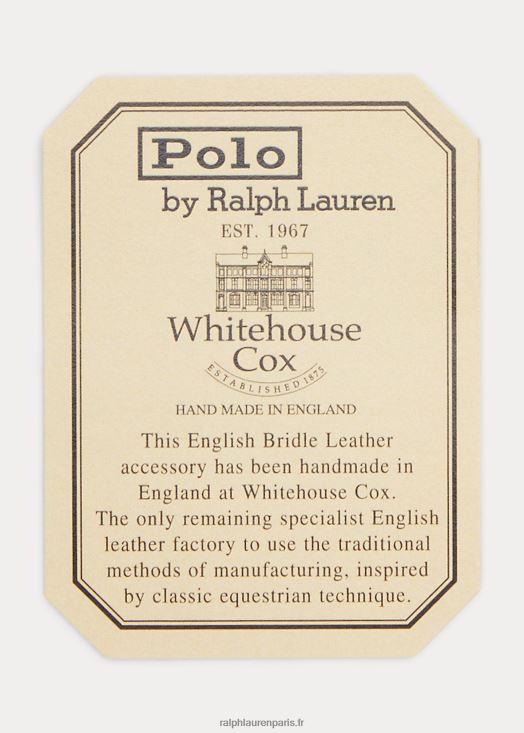 Polo
by Ralph Lauren
EST. 1967
Whitehouse
Cox
ESTABLISHED 1875
HAND MADE IN ENGLAND
This English Bridle Leather
accessory has been handmade in
England at Whitehouse Cox.
The only remaining specialist English
leather factory to use the traditional
methods of manufacturing, inspired
by classic equestrian technique.
ralphlaurenparis.fr